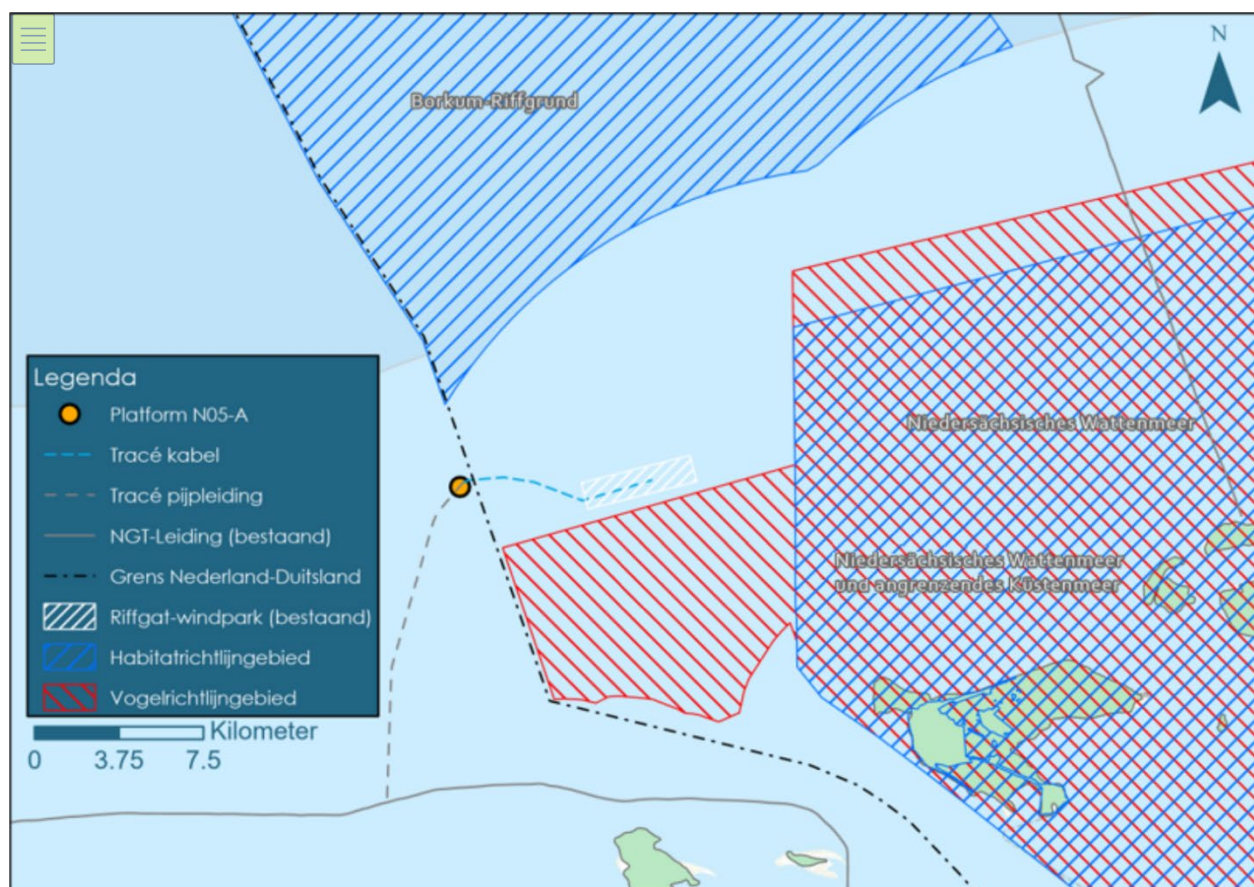 N
Borkum-Riffgrund
Niedersächsisches Wattenmeer
Niedersächsisches Wattenmeer
und angrenzendes Küstenmeer
Legenda
Platform N05-A
Tracé kabel
Tracé pijpleiding
NGT-Leiding (bestaand)
Grens Nederland-Duitsland
Riffgat-windpark (bestaand)
Habitatrichtlijngebied
Vogelrichtlijngebied
Kilometer
0 3.75 7.5